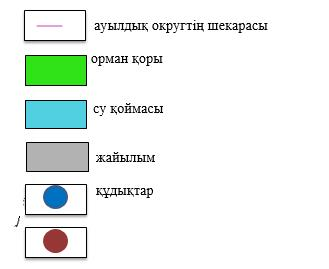 ауылдық округтің шекарасы
орман қоры
су қоймасы
жайылым
құдықтар